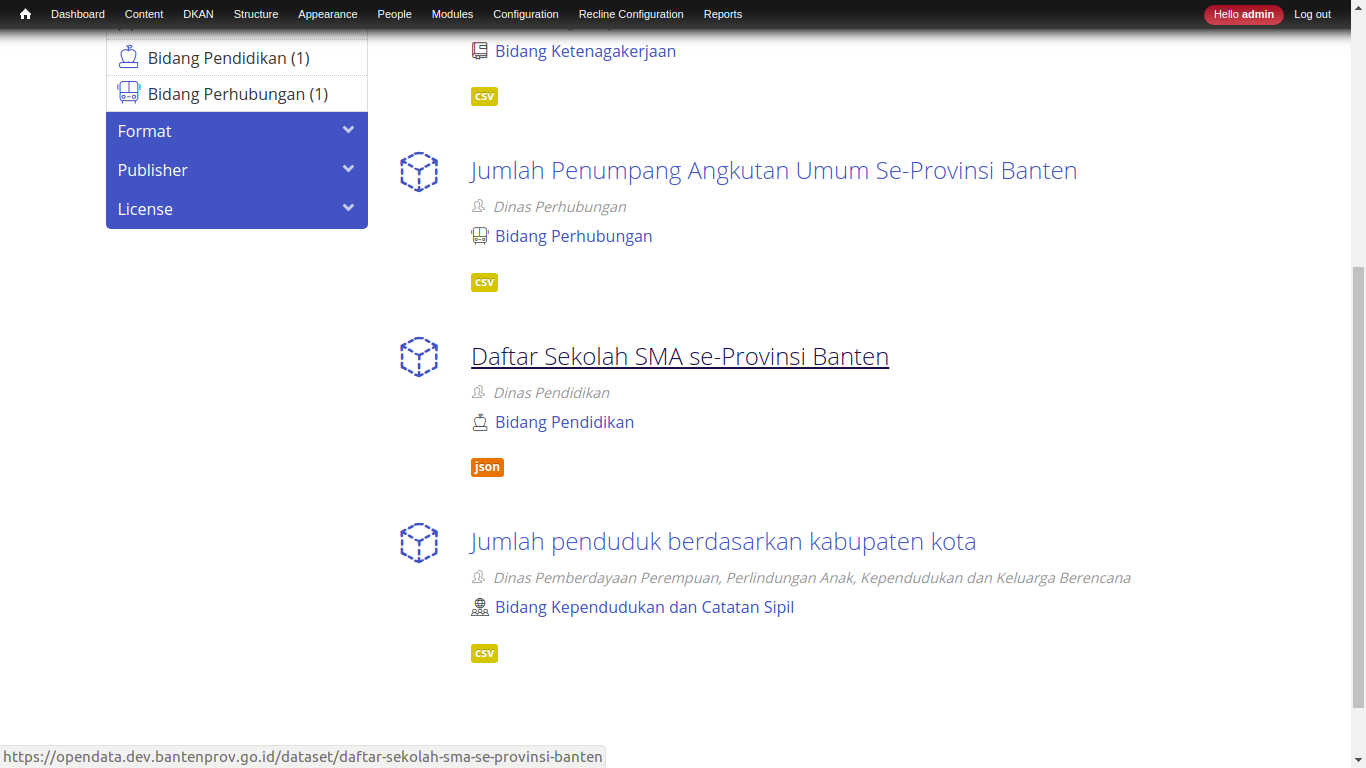 Dashboard Content DKAN Structure Appearance People Modules Configuration Recline Configuration Reports Hello admin Log out
Bidang Pendidikan (1)
Bidang Perhubungan (1)
Format
Publisher
License
Bidang Ketenagakerjaan
csv
Jumlah Penumpang Angkutan Umum Se-Provinsi Banten
Dinas Perhubungan
Bidang Perhubungan
csv
Daftar Sekolah SMA se-Provinsi Banten
Dinas Pendidikan
Bidang Pendidikan
json
Jumlah penduduk berdasarkan kabupaten kota
Dinas Pemberdayaan Perempuan, Perlindungan Anak, Kependudukan dan Keluarga Berencana
Bidang Kependudukan dan Catatan Sipil
csv
https://opendata.dev.bantenprov.go.id/dataset/daftar-sekolah-sma-se-provinsi-banten